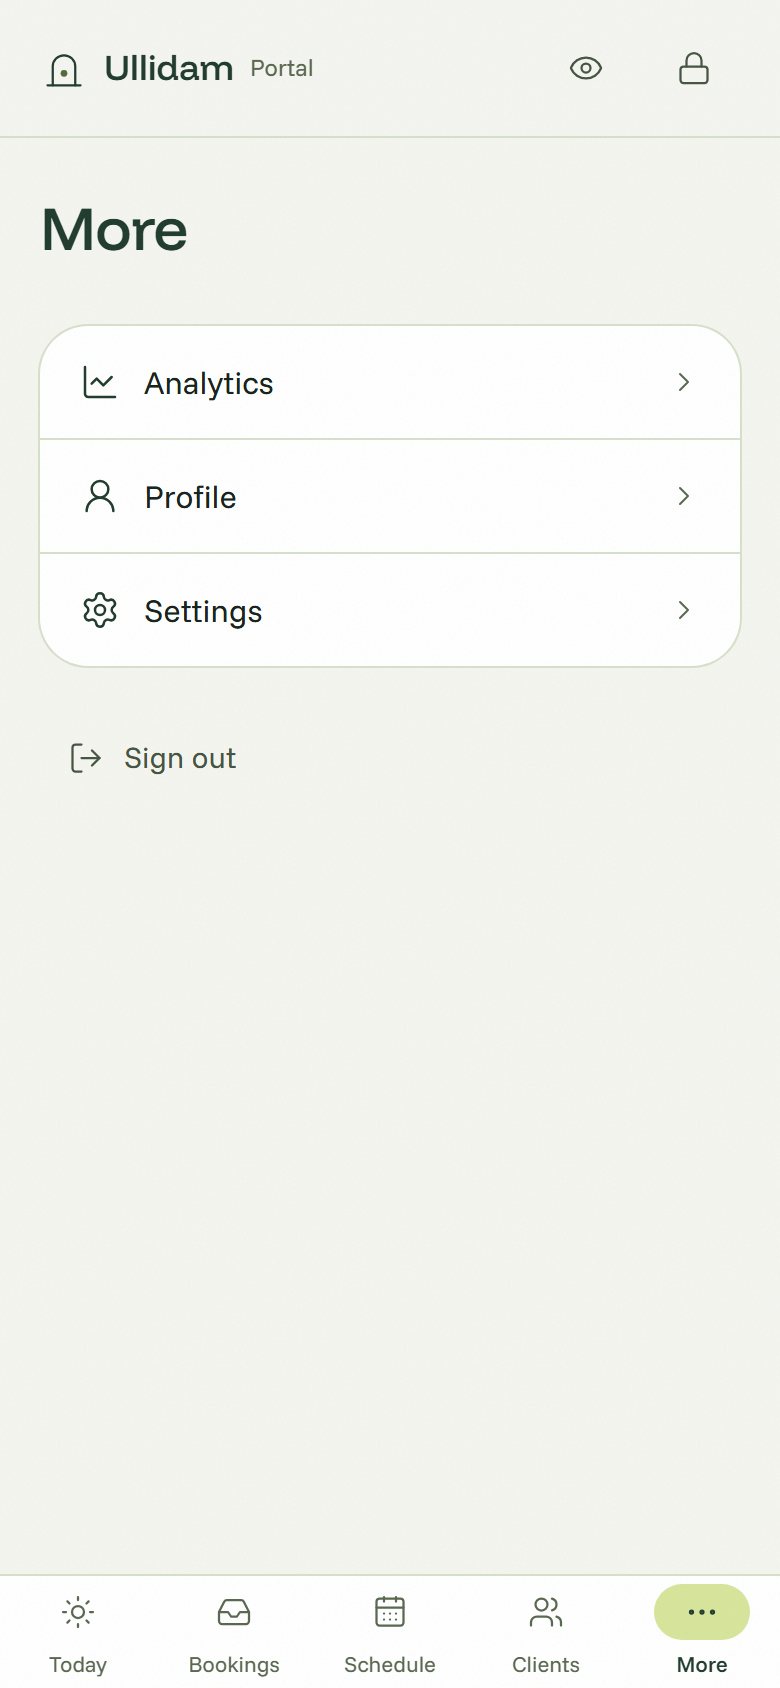 Ullidam Portal
More
Analytics
Profile
Settings
Sign out
Today Bookings Schedule Clients More